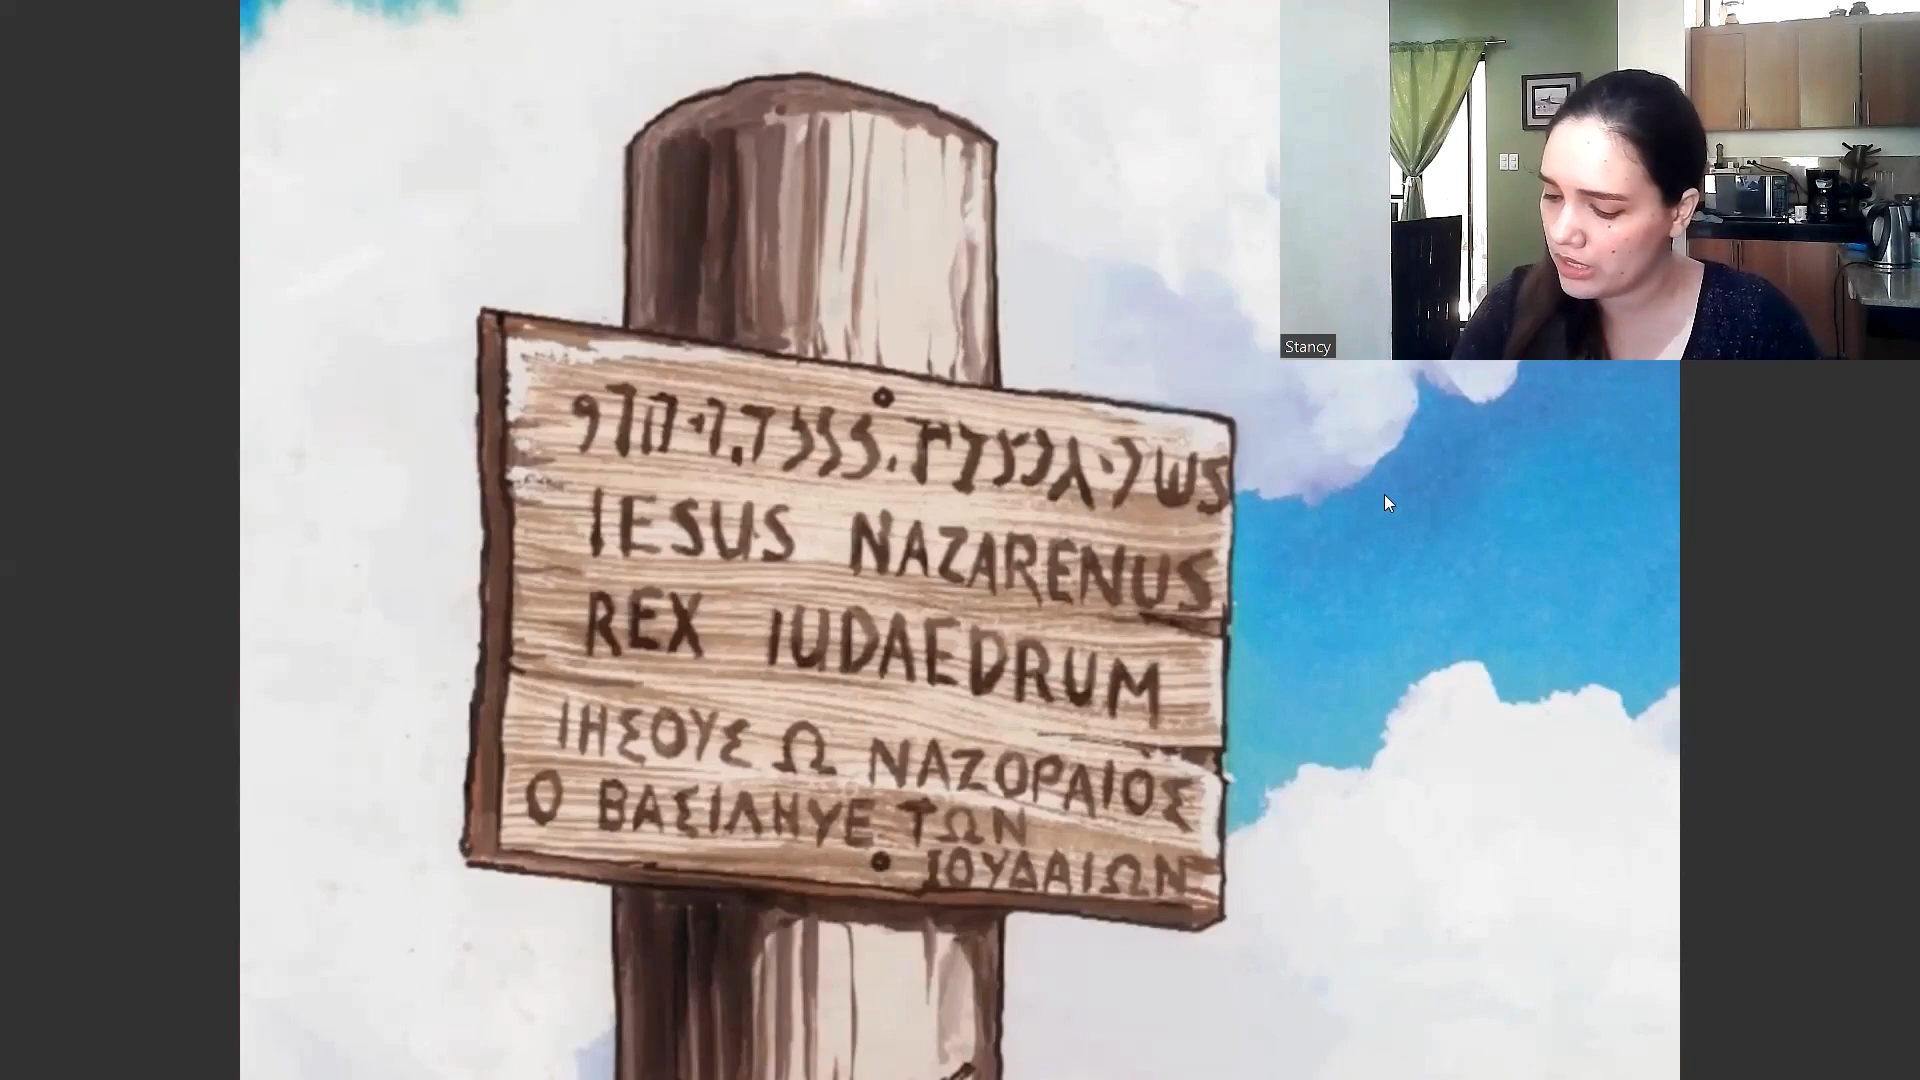 Stancy
IESUS NAZARENUS
REX IUDAEDRUM
ΙΗΣΟΥΣ Ω ΝΑΖΟΡΑΙΟΣ
Ο ΒΑΣΙΛΗΥΕ ΤΩΝ
ΙΟΥΔΑΙΩΝ